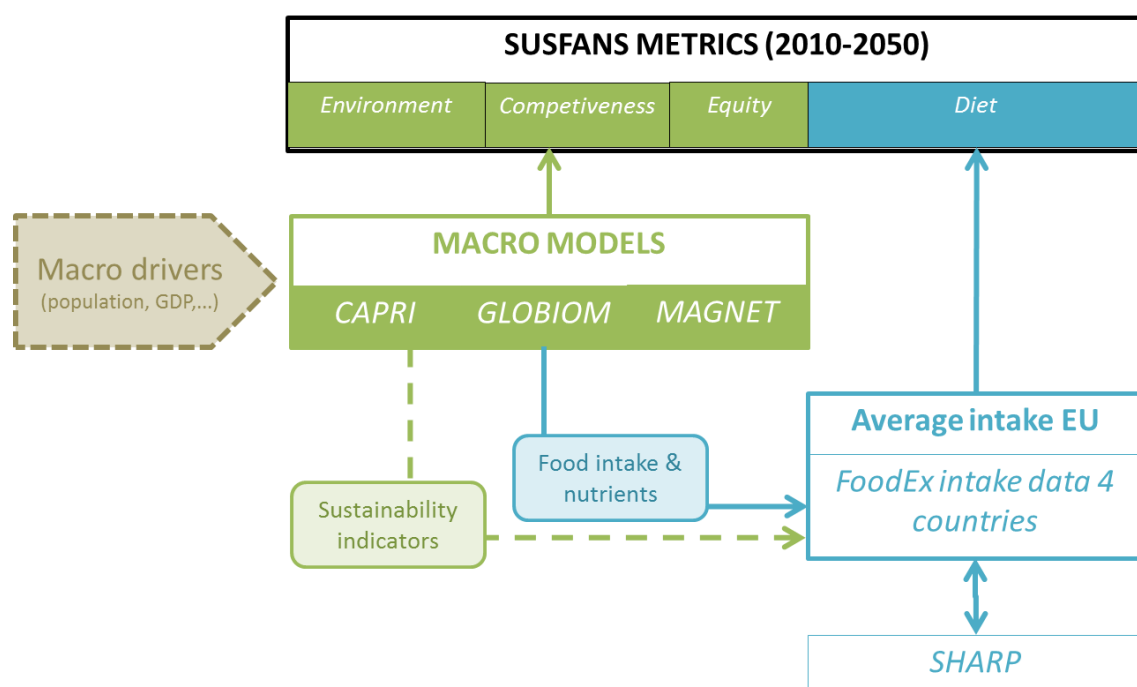 SUSFANS METRICS (2010-2050)
Environment
Competiveness
Equity
Diet
Macro drivers
(population, GDP,...)
MACRO MODELS
CAPRI
GLOBIOM
MAGNET
Food intake &
nutrients
Sustainability
indicators
Average intake EU
FoodEx intake data 4
countries
SHARP